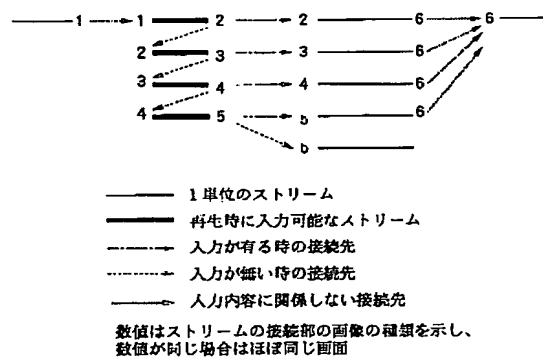 1 1 2 2 6 6
2 3 3 6
3 4 4 6
4 5 5 6
5
1単位のストリーム
再生時に入力可能なストリーム
入力が有る時の接続先
入力が無い時の接続先
入力内容に関係しない接続先
数値はストリームの接続部の画像の種類を示し、
数値が同じ場合はほぼ同じ画面